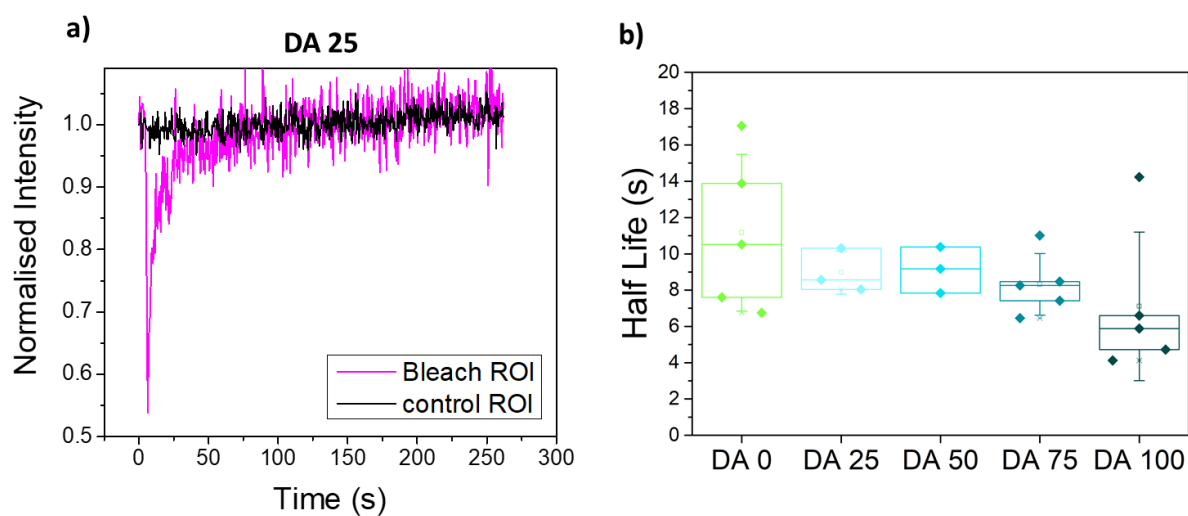 a)
DA 25
Normalised Intensity
1.0
0.9
0.8
0.7
0.6
0.5
0 50 100 150 200 250 300
Time (s)
Bleach ROI
control ROI
b)
Half Life (s)
20
18
16
14
12
10
8
6
4
2
0
DA 0 DA 25 DA 50 DA 75 DA 100